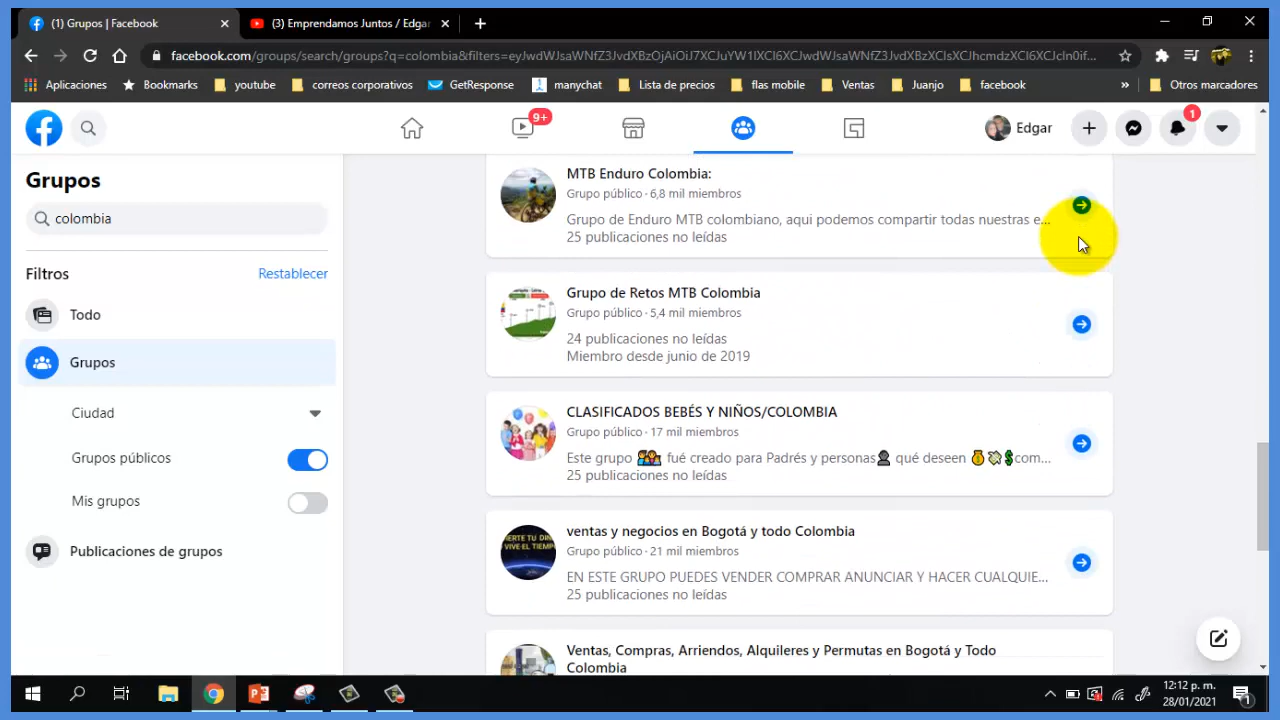 (1) Grupos | Facebook
(3) Emprendamos Juntos / Edgar
facebook.com/groups/search/groups?q=colombia&filters=eyJwdWJsaWNfZ3JvdXBzOjAiOiJ7XCJuYW1lXCI6XCJwdWJsaWNfZ3JvdXBzXCIsXCJhcmdzXCI6XCJcIn0if...
Aplicaciones
Bookmarks
youtube
correos corporativos
GetResponse
manychat
Lista de precios
flas mobile
Ventas
Juanjo
facebook
»
Otros marcadores
9+
Edgar
1
Grupos
colombia
Filtros
Restablecer
Todo
Grupos
Ciudad
Grupos públicos
Mis grupos
Publicaciones de grupos
MTB Enduro Colombia:
Grupo público · 6,8 mil miembros
Grupo de Enduro MTB colombiano, aqui podemos compartir todas nuestras e...
25 publicaciones no leídas
Grupo de Retos MTB Colombia
Grupo público · 5,4 mil miembros
24 publicaciones no leídas
Miembro desde junio de 2019
CLASIFICADOS BEBÉS Y NIÑOS/COLOMBIA
Grupo público · 17 mil miembros
Este grupo fué creado para Padrés y personas qué deseen com...
25 publicaciones no leídas
ventas y negocios en Bogotá y todo Colombia
Grupo público · 21 mil miembros
EN ESTE GRUPO PUEDES VENDER COMPRAR ANUNCIAR Y HACER CUALQUIE...
25 publicaciones no leídas
Ventas, Compras, Arriendos, Alquileres y Permutas en Bogotá y Todo
Colombia
12:12 p. m.
28/01/2021
1